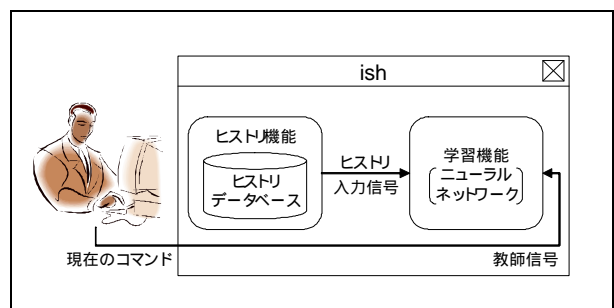 ish
ヒストリ機能
ヒストリ
データベース
ヒストリ
入力信号
学習機能
ニューラル
ネットワーク
現在のコマンド
教師信号